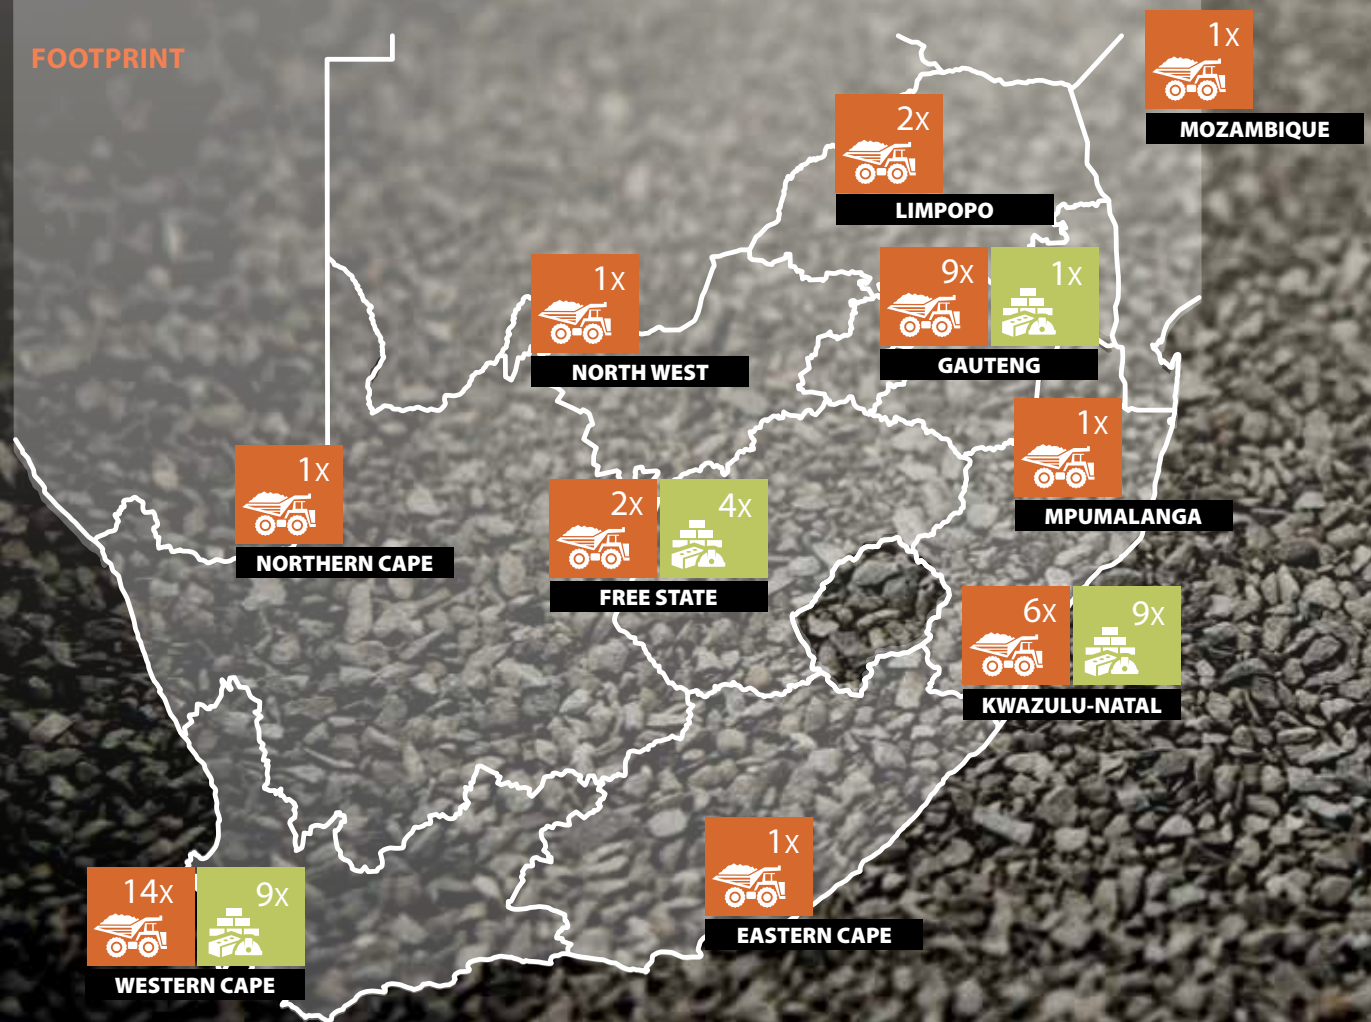 FOOTPRINT
1x
MOZAMBIQUE
2x
LIMPOPO
9x 1x
GAUTENG
1x
NORTH WEST
1x
MPUMALANGA
1x
NORTHERN CAPE
2x 4x
FREE STATE
6x 9x
KWAZULU-NATAL
1x
EASTERN CAPE
14x 9x
WESTERN CAPE